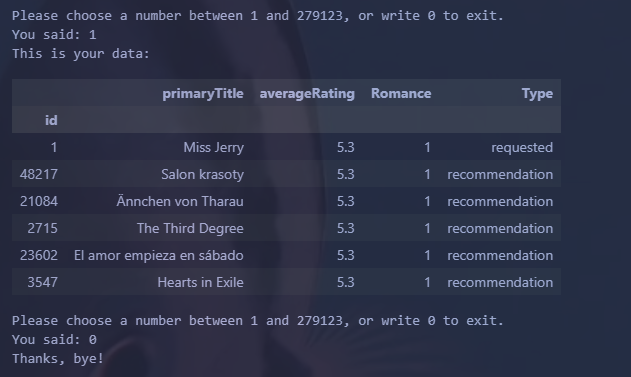 Please choose a number between 1 and 279123, or write 0 to exit.
You said: 1
This is your data:
primaryTitle averageRating Romance Type
id
1 Miss Jerry 5.3 1 requested
48217 Salon krasoty 5.3 1 recommendation
21084 Ännchen von Tharau 5.3 1 recommendation
2715 The Third Degree 5.3 1 recommendation
23602 El amor empieza en sábado 5.3 1 recommendation
3547 Hearts in Exile 5.3 1 recommendation
Please choose a number between 1 and 279123, or write 0 to exit.
You said: 0
Thanks, bye!